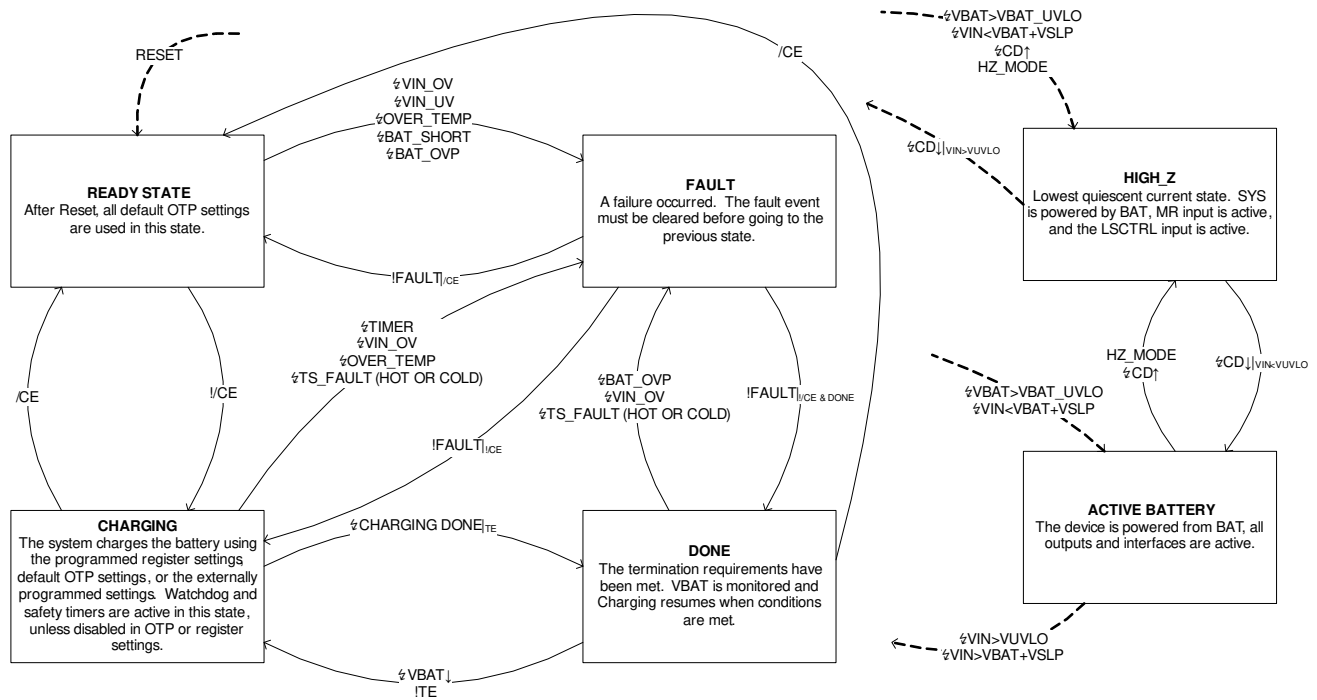 RESET
/CE
↯VIN_OV
↯VIN_UV
↯OVER_TEMP
↯BAT_SHORT
↯BAT_OVP
↯VBAT>VBAT_UVLO
↯VIN<VBAT+VSLP
↯CD↑
HZ_MODE
READY STATE
After Reset, all default OTP settings
are used in this state.
FAULT
A failure occurred. The fault event
must be cleared before going to the
previous state.
↯CD↓|VIN>VUVLO
HIGH_Z
Lowest quiescent current state. SYS
is powered by BAT, MR input is active,
and the LSCTRL input is active.
!FAULT|/CE
↯TIMER
↯VIN_OV
↯OVER_TEMP
↯TS_FAULT (HOT OR COLD)
/CE
!/CE
↯BAT_OVP
↯VIN_OV
↯TS_FAULT (HOT OR COLD)
!FAULT|!/CE & DONE
!FAULT|!/CE
HZ_MODE
↯CD↑
↯CD↓|VIN<VUVLO
↯VBAT>VBAT_UVLO
↯VIN<VBAT+VSLP
CHARGING
The system charges the battery using
the programmed register settings,
default OTP settings, or the externally
programmed settings. Watchdog and
safety timers are active in this state,
unless disabled in OTP or register
settings.
↯CHARGING DONE|TE
DONE
The termination requirements have
been met. VBAT is monitored and
Charging resumes when conditions
are met.
ACTIVE BATTERY
The device is powered from BAT, all
outputs and interfaces are active.
↯VBAT↓
!TE
↯VIN>VUVLO
↯VIN>VBAT+VSLP